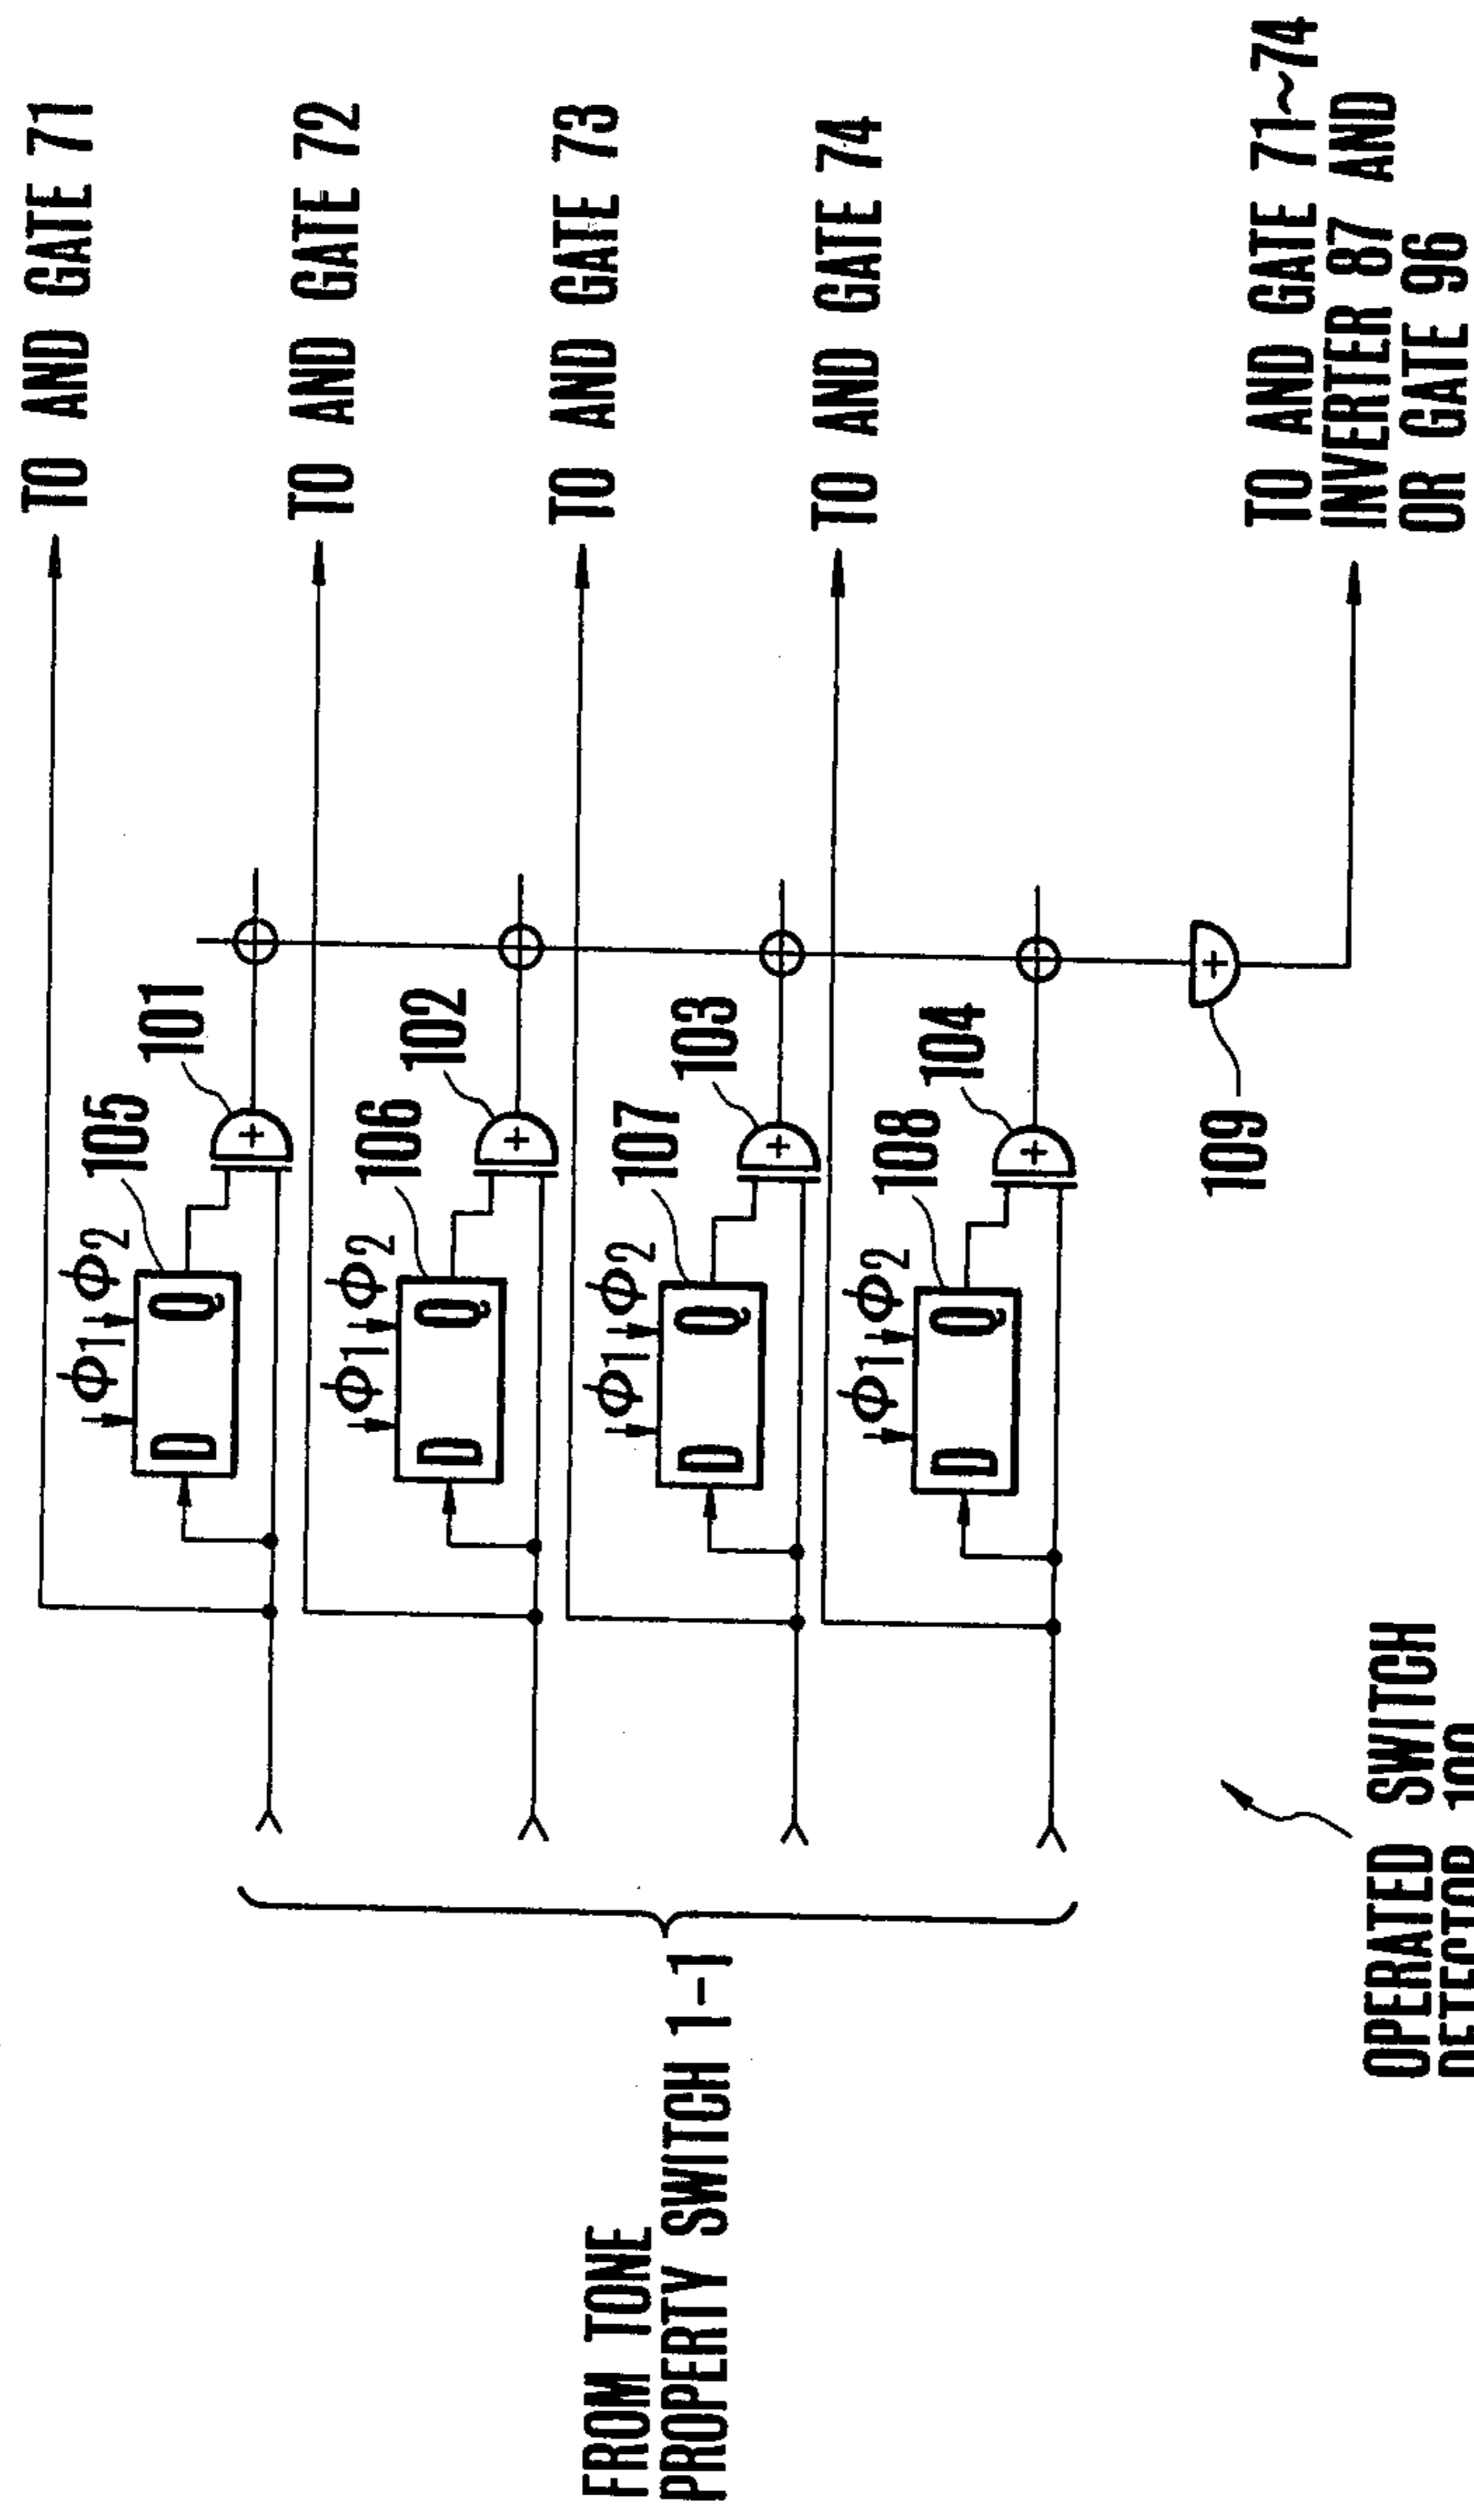 TO AND GATE 71
105
101
ϕ1 ϕ2
D Q
TO AND GATE 72
106
102
ϕ1 ϕ2
D Q
TO AND GATE 73
107
103
ϕ1 ϕ2
D Q
FROM TONE
PROPERTY SWITCH 1-1
TO AND GATE 74
108
104
ϕ1 ϕ2
D Q
109
TO AND GATE 71~74
INVERTER 87 AND
OR GATE 96
OPERATED SWITCH
DETECTOR 100